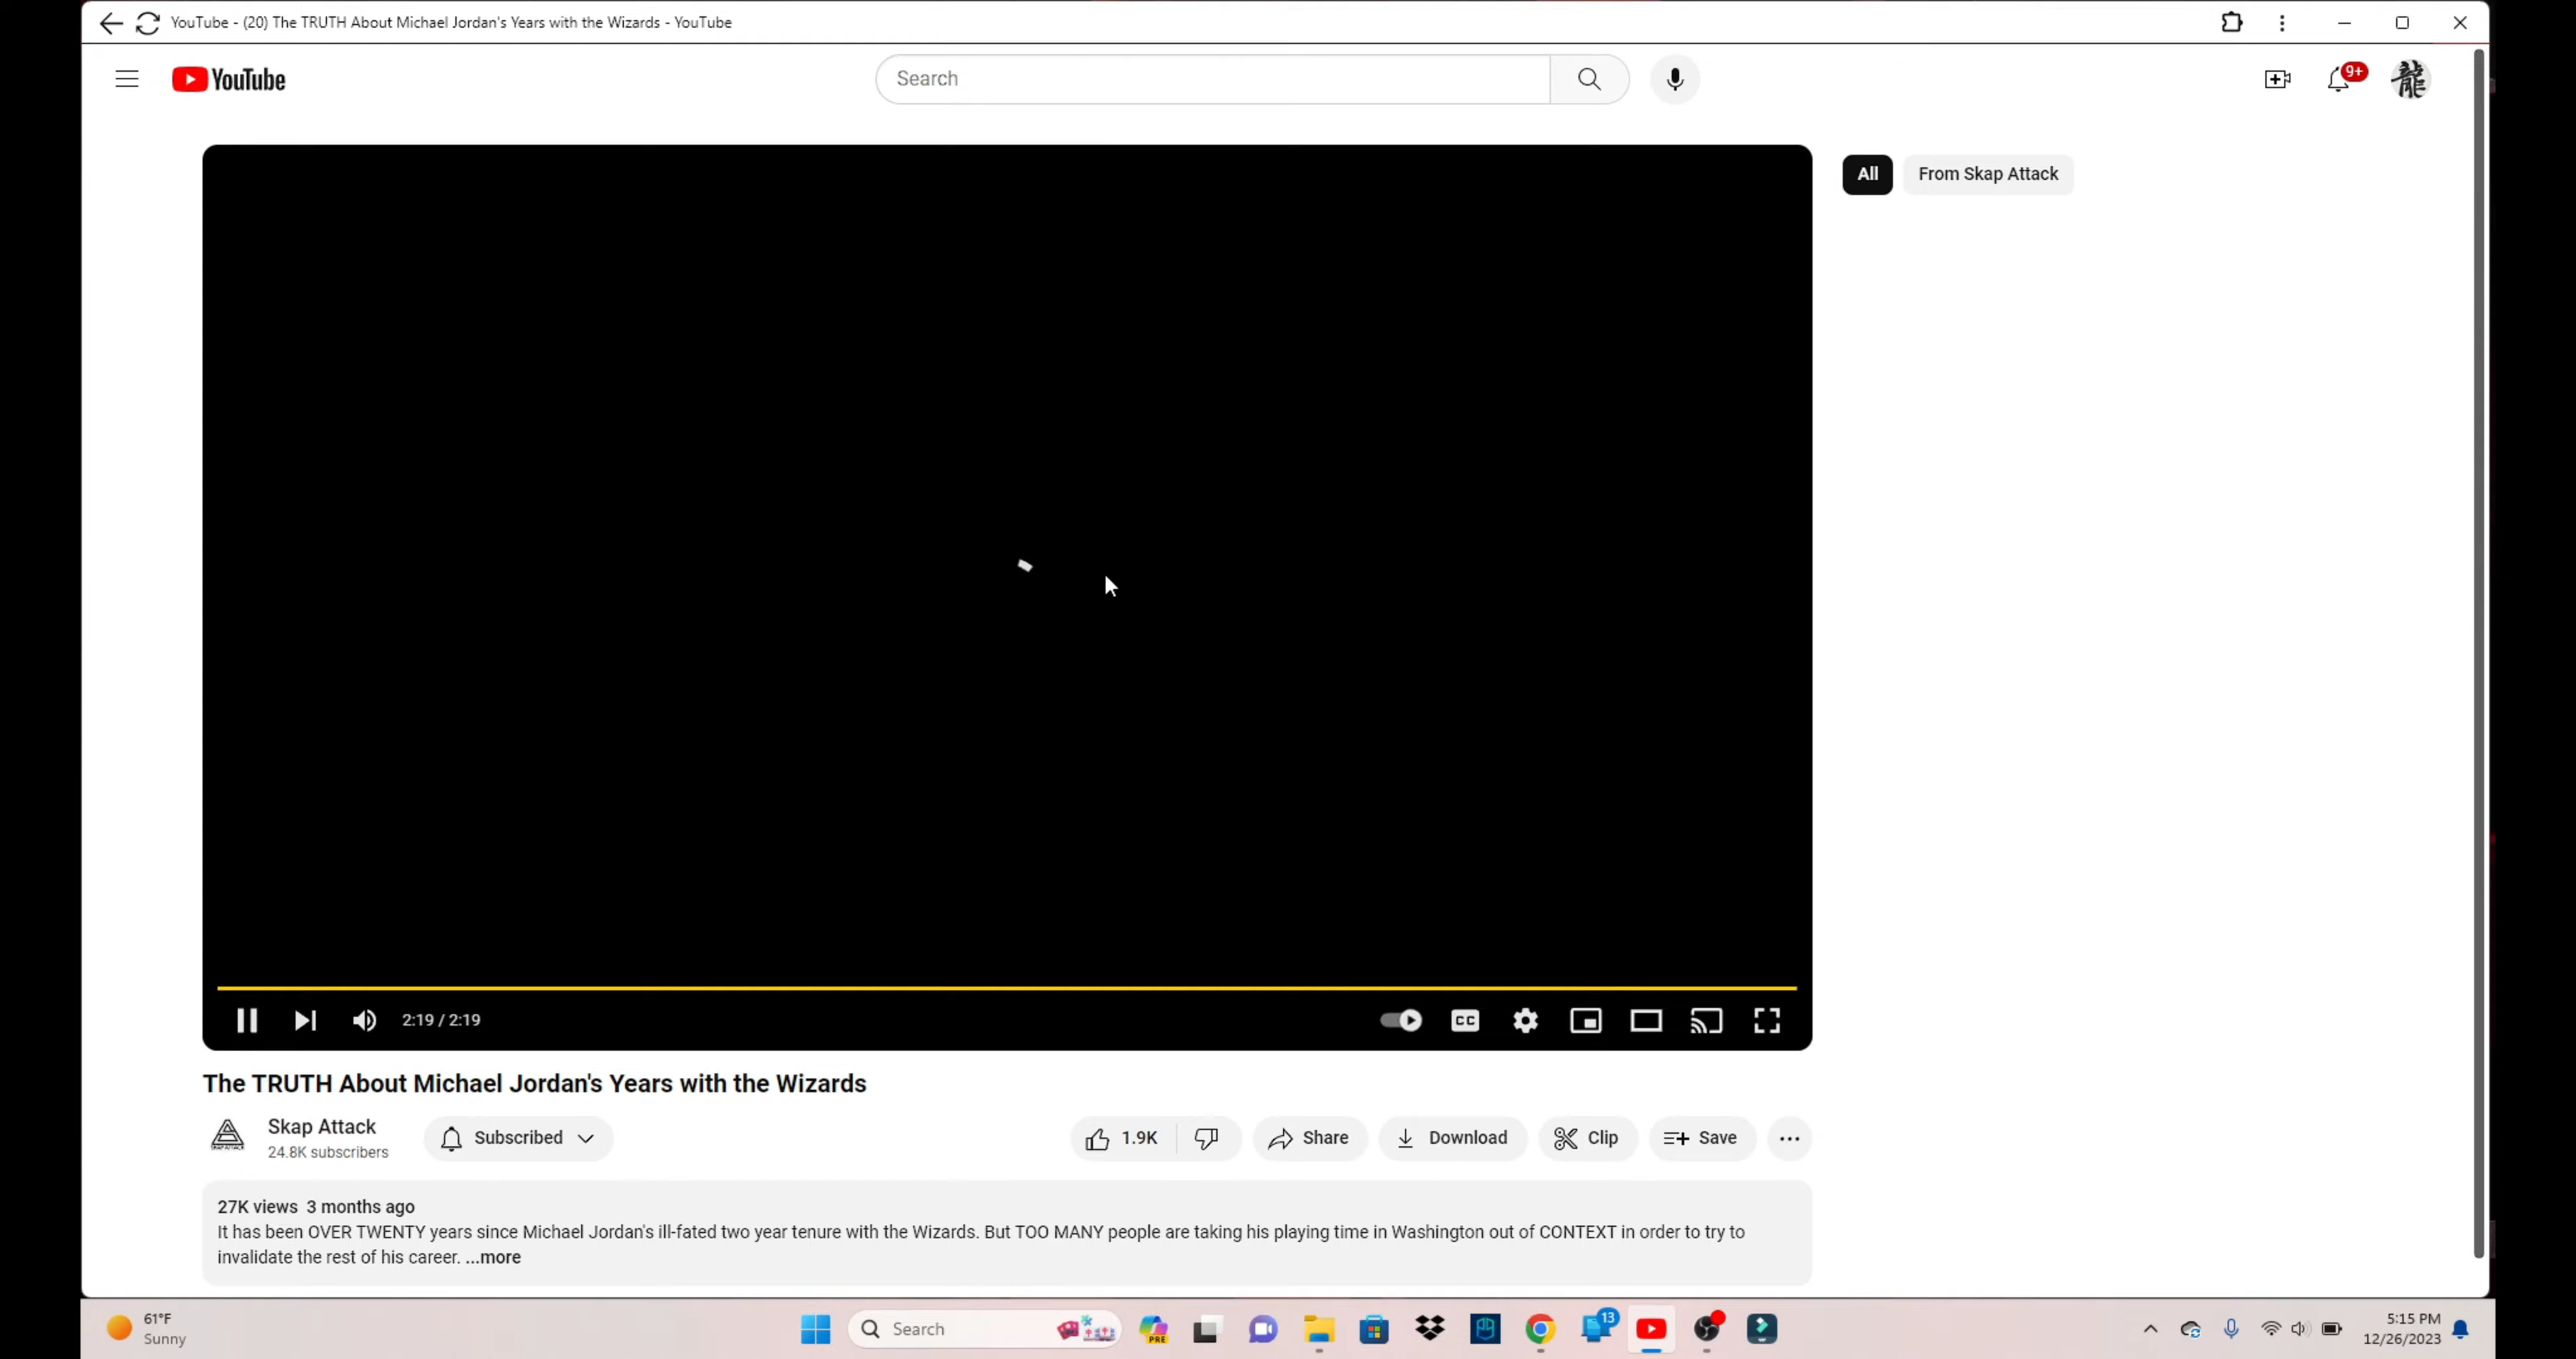 YouTube - (20) The TRUTH About Michael Jordan's Years with the Wizards - YouTube
YouTube
Search
9+
龍
All
From Skap Attack
2:19 / 2:19
CC
The TRUTH About Michael Jordan's Years with the Wizards
Skap Attack
24.8K subscribers
Subscribed
1.9K
Share
Download
Clip
Save
27K views 3 months ago
It has been OVER TWENTY years since Michael Jordan's ill-fated two year tenure with the Wizards. But TOO MANY people are taking his playing time in Washington out of CONTEXT in order to try to
invalidate the rest of his career. ...more
61°F
Sunny
Search
PRE
13
5:15 PM
12/26/2023